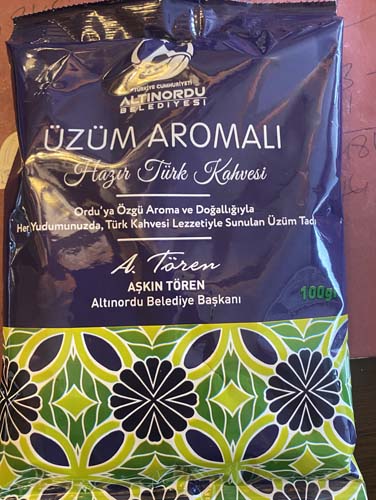 TÜRKİYE CUMHURİYETİ
ALTINORDU
BELEDİYESİ
ÜZÜM AROMALI
Hazır Türk Kahvesi
Ordu'ya Özgü Aroma ve Doğallığıyla
Her Yudumunuzda, Türk Kahvesi Lezzetiyle Sunulan Üzüm Tadı
A. Tören
AŞKIN TÖREN
Altınordu Belediye Başkanı
100gr